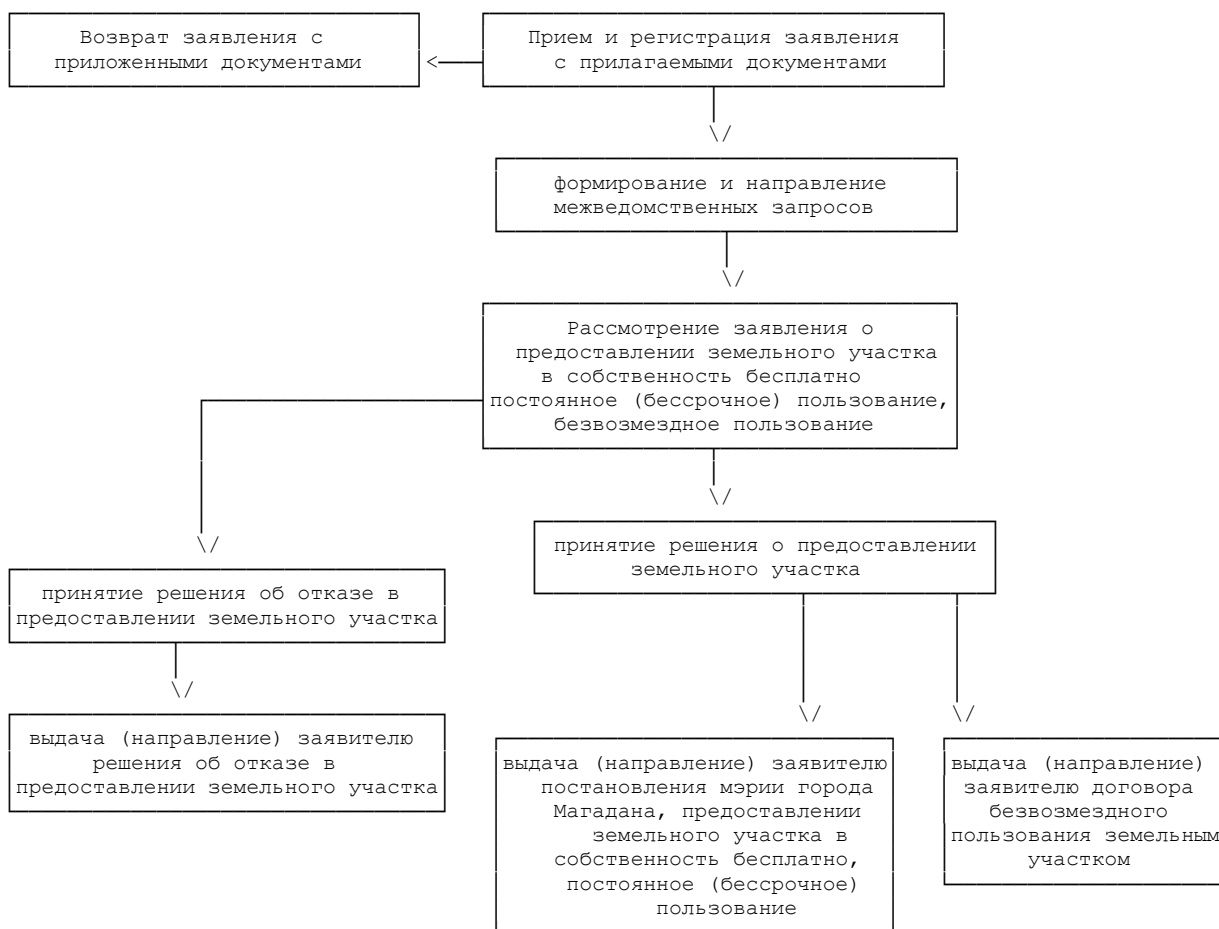 Возврат заявления с
приложенными документами
Прием и регистрация заявления
с прилагаемыми документами
формирование и направление
межведомственных запросов
Рассмотрение заявления о
предоставлении земельного участка
в собственность бесплатно
постоянное (бессрочное) пользование,
безвозмездное пользование
принятие решения о предоставлении
земельного участка
принятие решения об отказе в
предоставлении земельного участка
выдача (направление) заявителю
решения об отказе в
предоставлении земельного участка
выдача (направление) заявителю
постановления мэрии города
Магадана, предоставлении
земельного участка в
собственность бесплатно,
постоянное (бессрочное)
пользование
выдача (направление)
заявителю договора
безвозмездного
пользования земельным
участком